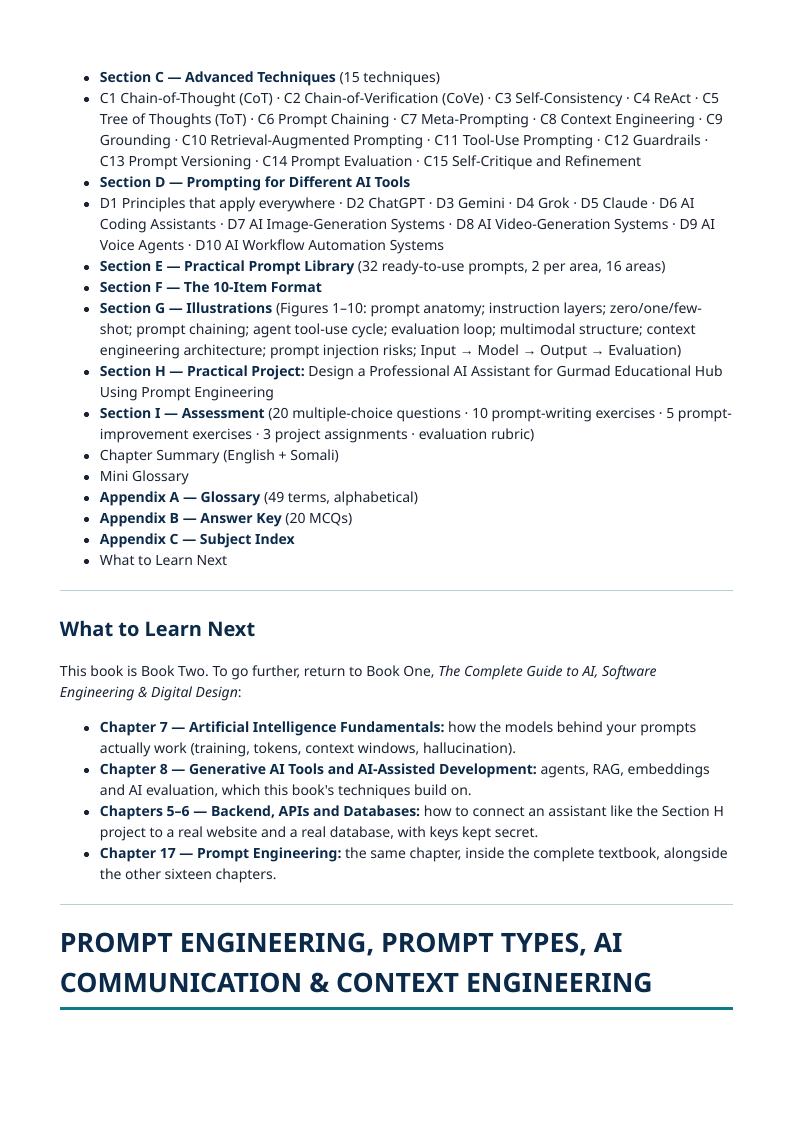 • Section C — Advanced Techniques (15 techniques)
• C1 Chain-of-Thought (CoT) · C2 Chain-of-Verification (CoVe) · C3 Self-Consistency · C4 ReAct · C5
Tree of Thoughts (ToT) · C6 Prompt Chaining · C7 Meta-Prompting · C8 Context Engineering · C9
Grounding · C10 Retrieval-Augmented Prompting · C11 Tool-Use Prompting · C12 Guardrails ·
C13 Prompt Versioning · C14 Prompt Evaluation · C15 Self-Critique and Refinement
• Section D — Prompting for Different AI Tools
• D1 Principles that apply everywhere · D2 ChatGPT · D3 Gemini · D4 Grok · D5 Claude · D6 AI
Coding Assistants · D7 AI Image-Generation Systems · D8 AI Video-Generation Systems · D9 AI
Voice Agents · D10 AI Workflow Automation Systems
• Section E — Practical Prompt Library (32 ready-to-use prompts, 2 per area, 16 areas)
• Section F — The 10-Item Format
• Section G — Illustrations (Figures 1–10: prompt anatomy; instruction layers; zero/one/few-
shot; prompt chaining; agent tool-use cycle; evaluation loop; multimodal structure; context
engineering architecture; prompt injection risks; Input → Model → Output → Evaluation)
• Section H — Practical Project: Design a Professional AI Assistant for Gurmad Educational Hub
Using Prompt Engineering
• Section I — Assessment (20 multiple-choice questions · 10 prompt-writing exercises · 5 prompt-
improvement exercises · 3 project assignments · evaluation rubric)
• Chapter Summary (English + Somali)
• Mini Glossary
• Appendix A — Glossary (49 terms, alphabetical)
• Appendix B — Answer Key (20 MCQs)
• Appendix C — Subject Index
• What to Learn Next
What to Learn Next
This book is Book Two. To go further, return to Book One, The Complete Guide to AI, Software
Engineering & Digital Design:
• Chapter 7 — Artificial Intelligence Fundamentals: how the models behind your prompts
actually work (training, tokens, context windows, hallucination).
• Chapter 8 — Generative AI Tools and AI-Assisted Development: agents, RAG, embeddings
and AI evaluation, which this book's techniques build on.
• Chapters 5–6 — Backend, APIs and Databases: how to connect an assistant like the Section H
project to a real website and a real database, with keys kept secret.
• Chapter 17 — Prompt Engineering: the same chapter, inside the complete textbook, alongside
the other sixteen chapters.
PROMPT ENGINEERING, PROMPT TYPES, AI
COMMUNICATION & CONTEXT ENGINEERING